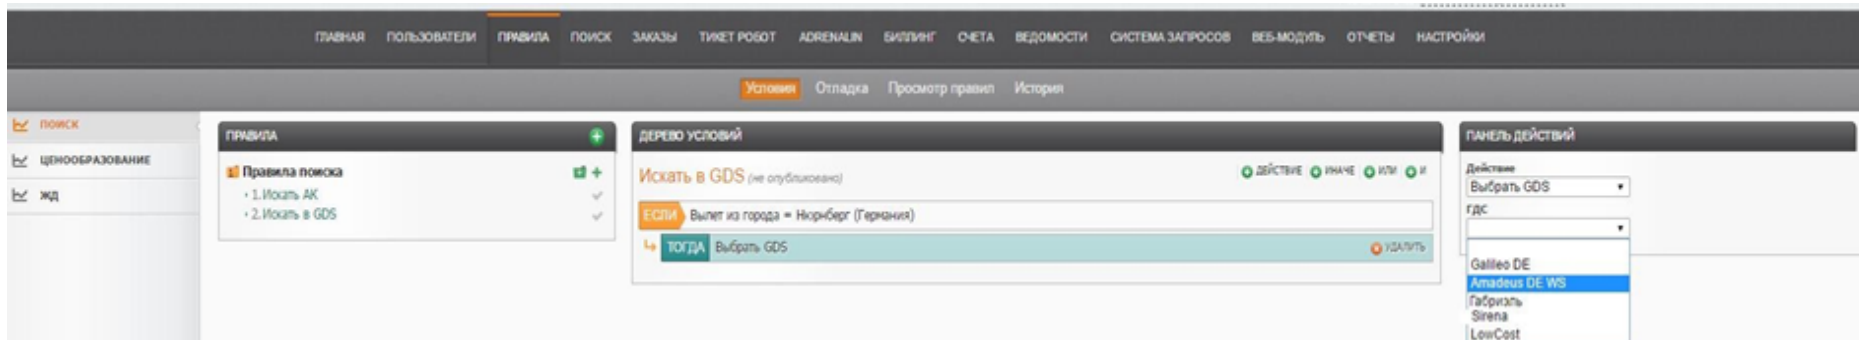 ГЛАВНАЯ ПОЛЬЗОВАТЕЛИ ПРАВИЛА ПОИСК ЗАКАЗЫ ТИКЕТ РОБОТ ADRENALIN БИЛЛИНГ СЧЕТА ВЕДОМОСТИ СИСТЕМА ЗАПРОСОВ ВЕБ-МОДУЛЬ ОТЧЕТЫ НАСТРОЙКИ
Условия Отладка Просмотр правил История
ПОИСК
ЦЕНООБРАЗОВАНИЕ
ЖД
ПРАВИЛА
Правила поиска
1. Искать АК
2. Искать в GDS
ДЕРЕВО УСЛОВИЙ
Искать в GDS (не опубликовано)
ДЕЙСТВИЕ ИНАЧЕ ИЛИ И
ЕСЛИ Вылет из города = Нюрнберг (Германия)
ТОГДА Выбрать GDS УДАЛИТЬ
ПАНЕЛЬ ДЕЙСТВИЙ
Действие
Выбрать GDS
ГДС
Galileo DE
Amadeus DE WS
Габриэль
Sirena
LowCost